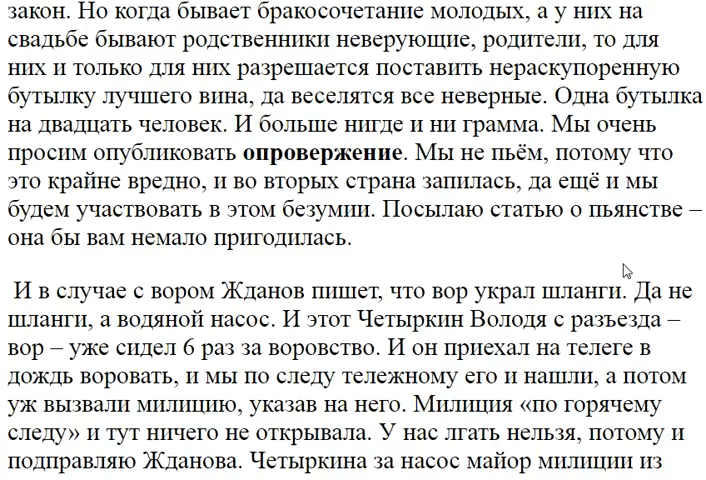 закон. Но когда бывает бракосочетание молодых, а у них на
свадьбе бывают родственники неверующие, родители, то для
них и только для них разрешается поставить нераскупоренную
бутылку лучшего вина, да веселятся все неверные. Одна бутылка
на двадцать человек. И больше нигде и ни грамма. Мы очень
просим опубликовать опровержение. Мы не пьём, потому что
это крайне вредно, и во вторых страна запилась, да ещё и мы
будем участвовать в этом безумии. Посылаю статью о пьянстве –
она бы вам немало пригодилась.
И в случае с вором Жданов пишет, что вор украл шланги. Да не
шланги, а водяной насос. И этот Четыркин Володя с разъезда –
вор – уже сидел 6 раз за воровство. И он приехал на телеге в
дождь воровать, и мы по следу тележному его и нашли, а потом
уж вызвали милицию, указав на него. Милиция «по горячему
следу» и тут ничего не открывала. У нас лгать нельзя, потому и
подправляю Жданова. Четыркина за насос майор милиции из